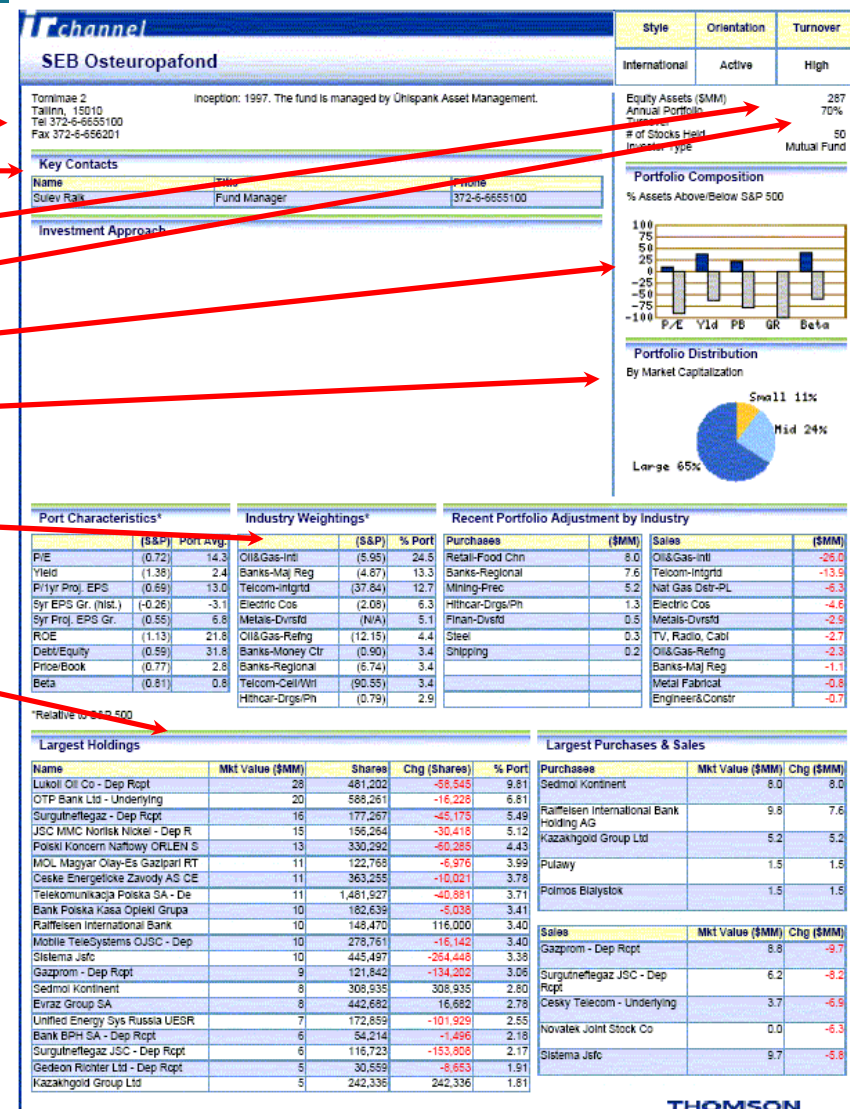 ir channel
SEB Osteuropafond
Style Orientation Turnover
International Active High
Tornimae 2
Tallinn, 15010
Tel 372-6-6655100
Fax 372-6-656201
Inception: 1997. The fund is managed by Ühispank Asset Management.
Equity Assets ($MM) 287
Annual Portfolio 70%
Turnover
# of Stocks Held 50
Investor Type Mutual Fund
Key Contacts
Name Title Phone
Sulev Raik Fund Manager 372-6-6655100
Investment Approach
Portfolio Composition
% Assets Above/Below S&P 500
100
75
50
25
0
-25
-50
-75
-100
P/E Yld PB GR Beta
Portfolio Distribution
By Market Capitalization
Small 11%
Mid 24%
Large 65%
Port Characteristics*
(S&P) Port Avg.
P/E (0.72) 14.3
Yield (1.38) 2.4
P/1yr Proj. EPS (0.69) 13.0
5yr EPS Gr. (hist.) (-0.26) -3.1
5yr Proj. EPS Gr. (0.55) 6.8
ROE (1.13) 21.8
Debt/Equity (0.59) 31.8
Price/Book (0.77) 2.8
Beta (0.81) 0.8
*Relative to S&P 500
Industry Weightings*
(S&P) % Port
Oil&Gas-Intl (5.95) 24.5
Banks-Maj Reg (4.87) 13.3
Telcom-Intgrtd (37.84) 12.7
Electric Cos (2.08) 6.3
Metals-Dvrsfd (N/A) 5.1
Oil&Gas-Refng (12.15) 4.4
Banks-Money Ctr (0.90) 3.4
Banks-Regional (6.74) 3.4
Telcom-Cell/Wrl (90.55) 3.4
Hlthcar-Drgs/Ph (0.79) 2.9
Recent Portfolio Adjustment by Industry
Purchases ($MM) Sales ($MM)
Retail-Food Chn 8.0 Oil&Gas-Intl -26.0
Banks-Regional 7.6 Telcom-Intgrtd -13.9
Mining-Prec 5.2 Nat Gas Dstr-PL -6.3
Hlthcar-Drgs/Ph 1.3 Electric Cos -4.6
Finan-Dvrsfd 0.5 Metals-Dvrsfd -2.9
Steel 0.3 TV, Radio, Cabl -2.7
Shipping 0.2 Oil&Gas-Refng -2.3
Banks-Maj Reg -1.1
Metal Fabricat -0.8
Engineer&Constr -0.7
Largest Holdings
Name Mkt Value ($MM) Shares Chg (Shares) % Port
Lukoil Oil Co - Dep Rcpt 28 481,202 -58,545 9.81
OTP Bank Ltd - Underlying 20 588,261 -16,228 6.81
Surgutneftegaz - Dep Rcpt 16 177,267 -45,175 5.49
JSC MMC Norilsk Nickel - Dep R 15 156,264 -30,418 5.12
Polski Koncern Naftowy ORLEN S 13 330,292 -60,285 4.43
MOL Magyar Olay-Es Gazipari RT 11 122,768 -6,976 3.99
Ceske Energeticke Zavody AS CE 11 363,255 -10,021 3.78
Telekomunikacja Polska SA - De 11 1,481,927 -40,881 3.71
Bank Polska Kasa Opieki Grupa 10 182,639 -5,038 3.41
Raiffeisen International Bank 10 148,470 116,000 3.40
Mobile TeleSystems OJSC - Dep 10 278,761 -16,142 3.40
Sistema Jsfc 10 445,497 -264,448 3.38
Gazprom - Dep Rcpt 9 121,842 -134,202 3.06
Sedmoi Kontinent 8 308,935 308,935 2.80
Evraz Group SA 8 442,682 16,682 2.78
Unified Energy Sys Russia UESR 7 172,859 -101,929 2.55
Bank BPH SA - Dep Rcpt 6 54,214 -1,496 2.18
Surgutneftegaz JSC - Dep Rcpt 6 116,723 -153,808 2.17
Gedeon Richter Ltd - Dep Rcpt 5 30,559 -8,653 1.91
Kazakhgold Group Ltd 5 242,336 242,336 1.81
Largest Purchases & Sales
Purchases Mkt Value ($MM) Chg ($MM)
Sedmoi Kontinent 8.0 8.0
Raiffeisen International Bank 9.8 7.6
Holding AG
Kazakhgold Group Ltd 5.2 5.2
Pulawy 1.5 1.5
Polmos Bialystok 1.5 1.5
Sales Mkt Value ($MM) Chg ($MM)
Gazprom - Dep Rcpt 8.8 -9.7
Surgutneftegaz JSC - Dep 6.2 -8.2
Rcpt
Cesky Telecom - Underlying 3.7 -6.9
Novatek Joint Stock Co 0.0 -6.3
Sistema Jsfc 9.7 -5.8
THOMSON